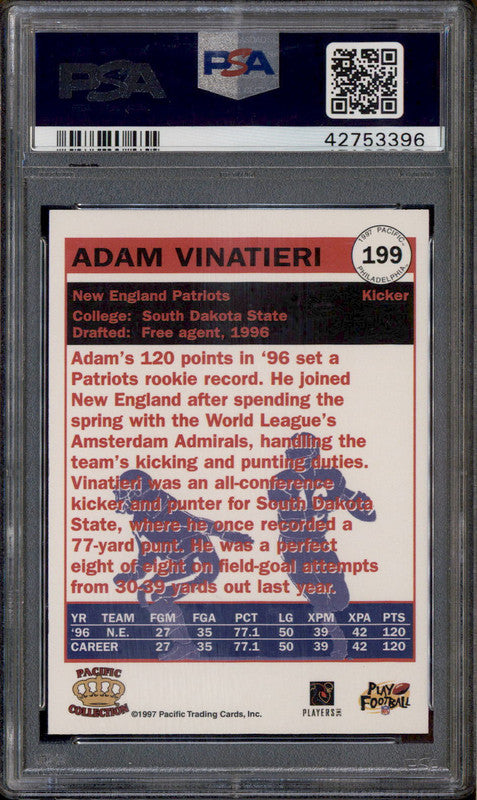 PSA
PSA
42753396
ADAM VINATIERI
1997 PACIFIC
199
PHILADELPHIA
New England Patriots Kicker
College: South Dakota State
Drafted: Free agent, 1996
Adam's 120 points in '96 set a
Patriots rookie record. He joined
New England after spending the
spring with the World League's
Amsterdam Admirals, handling the
team's kicking and punting duties.
Vinatieri was an all-conference
kicker and punter for South Dakota
State, where he once recorded a
77-yard punt. He was a perfect
eight of eight on field-goal attempts
from 30-39 yards out last year.
YR TEAM FGM FGA PCT LG XPM XPA PTS
'96 N.E. 27 35 77.1 50 39 42 120
CAREER 27 35 77.1 50 39 42 120
PACIFIC
COLLECTION
©1997 Pacific Trading Cards, Inc.
PLAYERS INC
PLAY
FOOTBALL